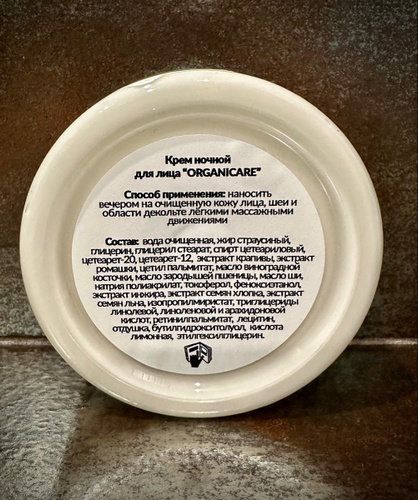 Крем ночной
для лица "ORGANICARE"
Способ применения: наносить
вечером на очищенную кожу лица, шеи и
области декольте лёгкими массажными
движениями
Состав: вода очищенная, жир страусиный,
глицерин, глицерил стеарат, спирт цетеариловый,
цетеарет-20, цетеарет-12, экстракт крапивы, экстракт
ромашки, цетил пальмитат, масло виноградной
косточки, масло зародышей пшеницы, масло ши,
натрия полиакрилат, токоферол, феноксиэтанол,
экстракт инжира, экстракт семян хлопка, экстракт
семян льна, изопропилмиристат, триглицериды
линолевой, линоленовой и арахидоновой
кислот, ретинилпальмитат, лецитин,
отдушка, бутилгидрокситолуол, кислота
лимонная, этилгексилглицерин.